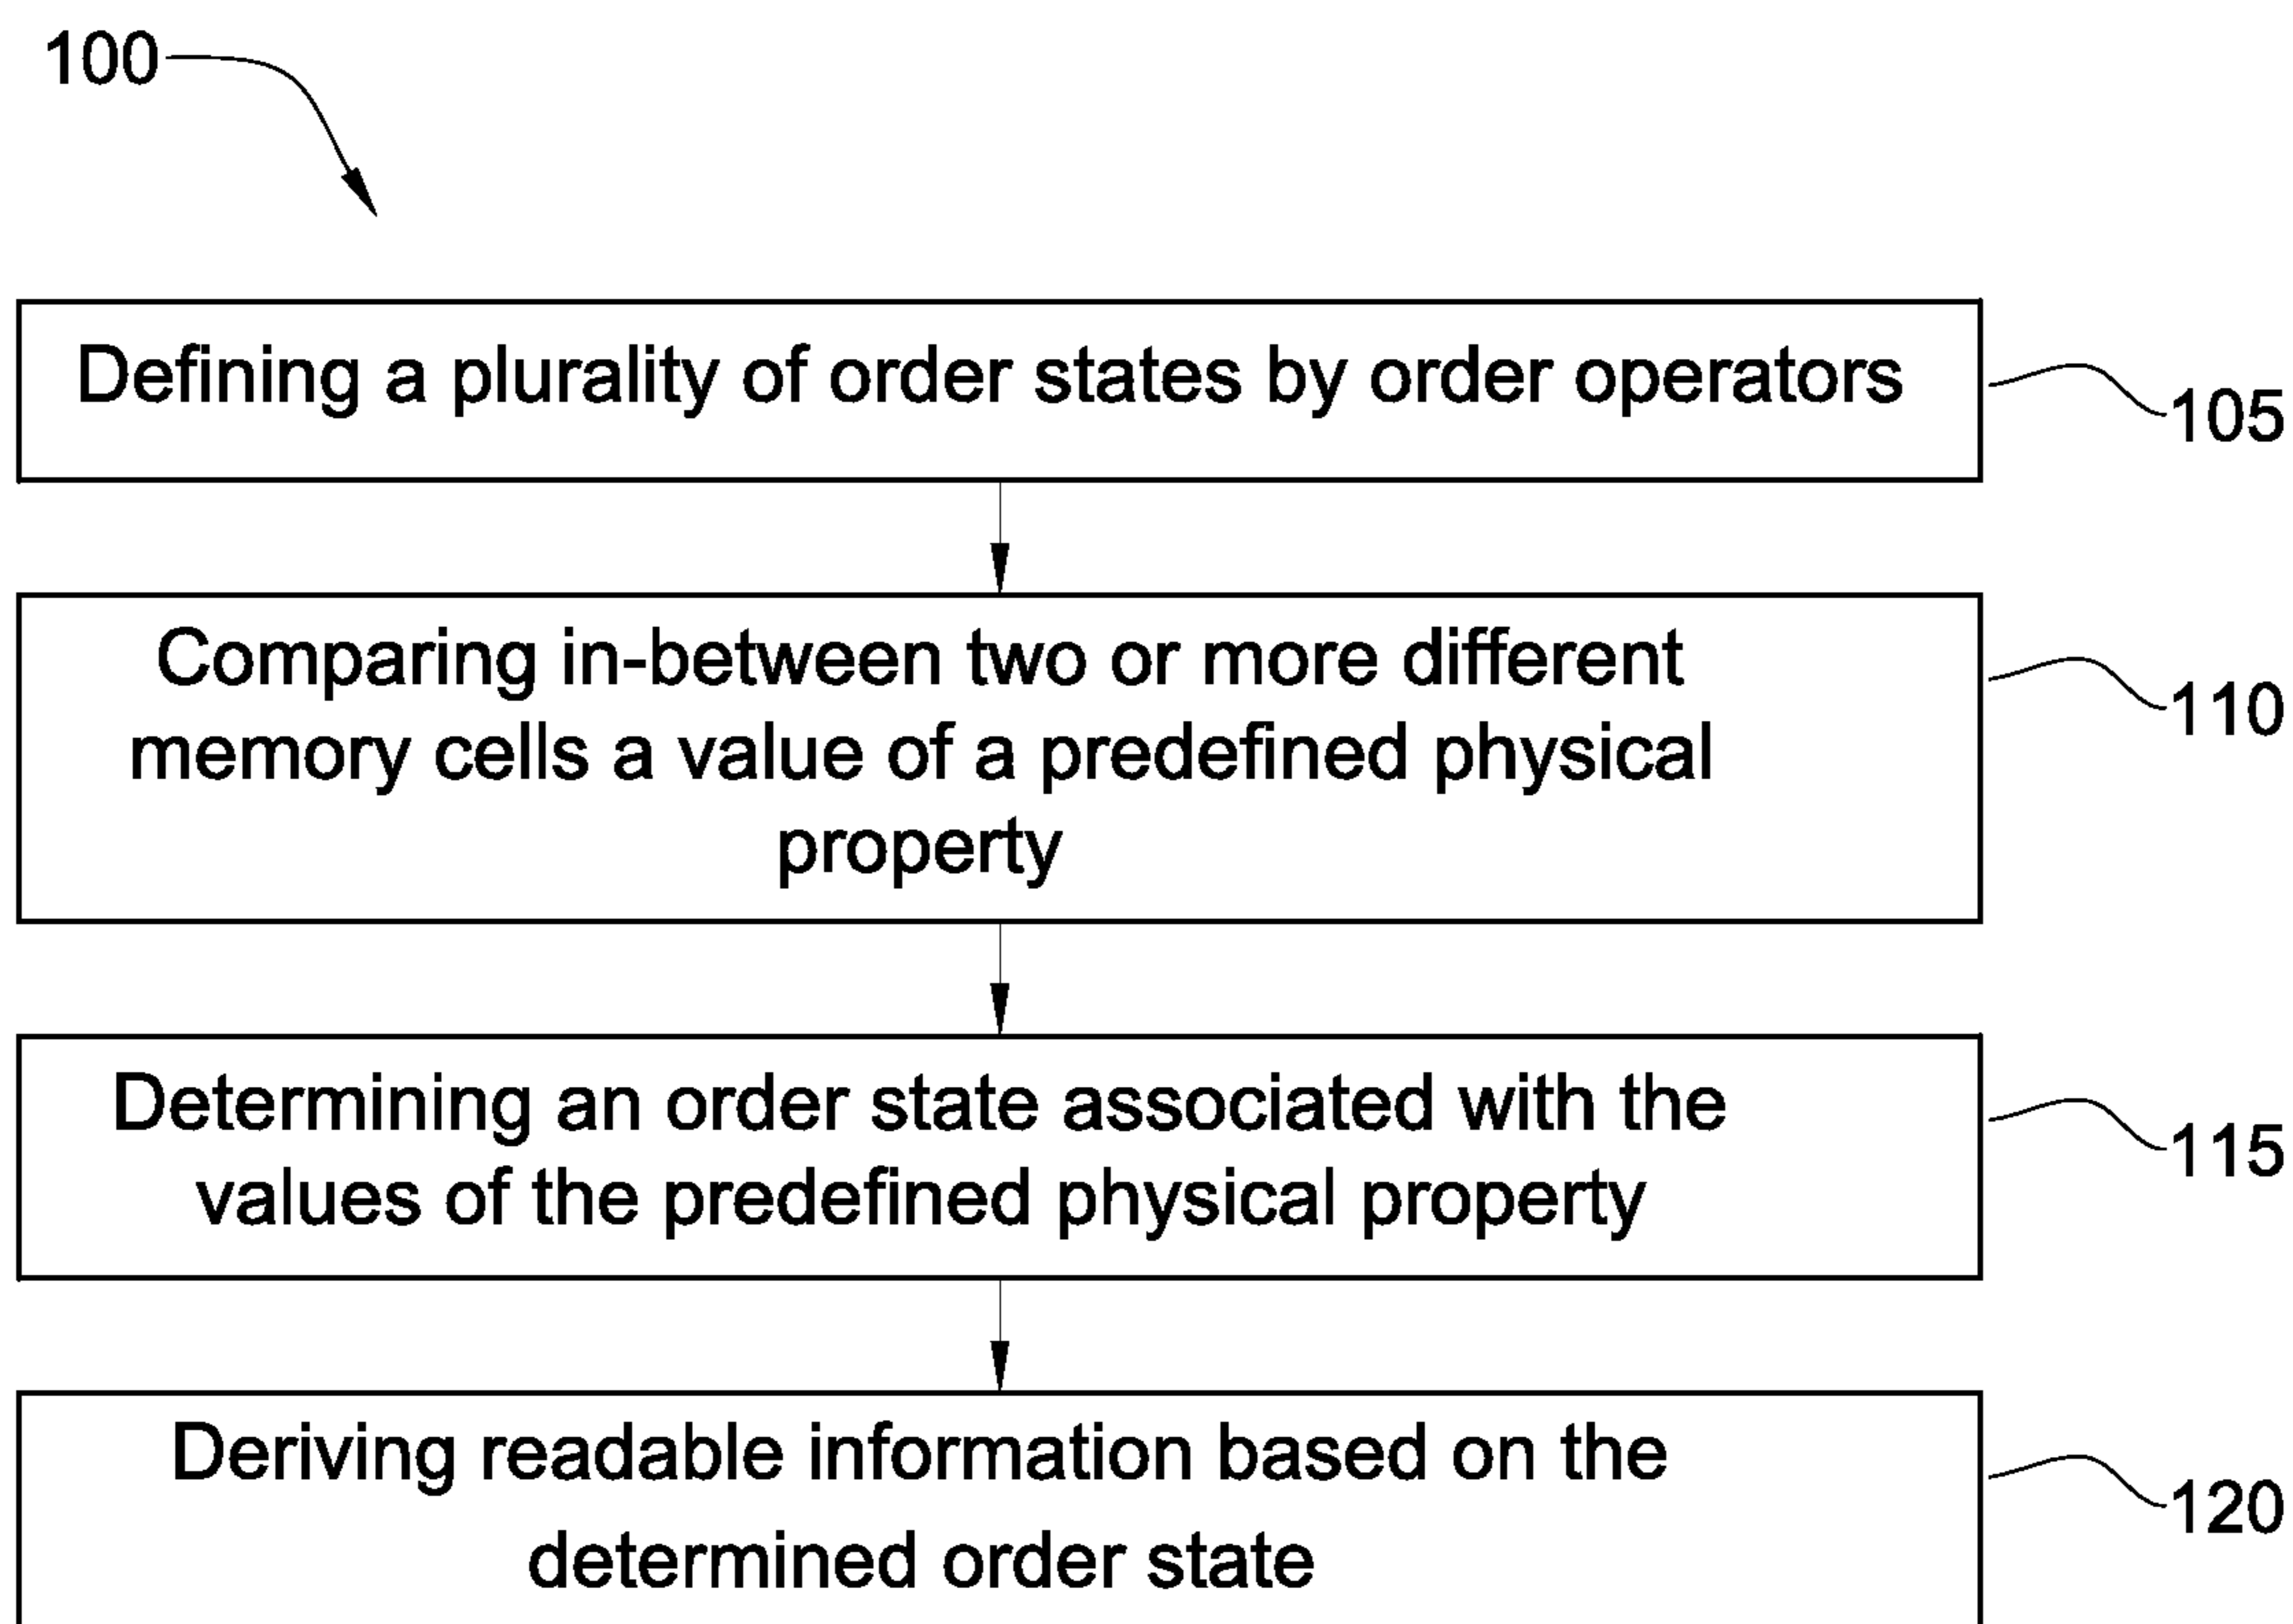 100
Defining a plurality of order states by order operators
105
Comparing in-between two or more different
memory cells a value of a predefined physical
property
110
Determining an order state associated with the
values of the predefined physical property
115
Deriving readable information based on the
determined order state
120